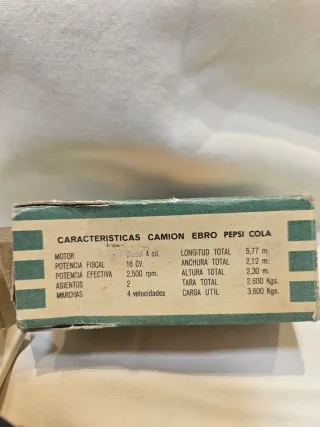 CARACTERISTICAS CAMION EBRO PEPSI COLA
MOTOR Diesel 4 cil. LONGITUD TOTAL 5,77 m.
POTENCIA FISCAL 18 CV. ANCHURA TOTAL 2,12 m.
POTENCIA EFECTIVA 2.500 rpm. ALTURA TOTAL 2,30 m.
ASIENTOS 2 TARA TOTAL 2.600 Kgs.
MARCHAS 4 velocidades CARGA UTIL 3.600 Kgs.